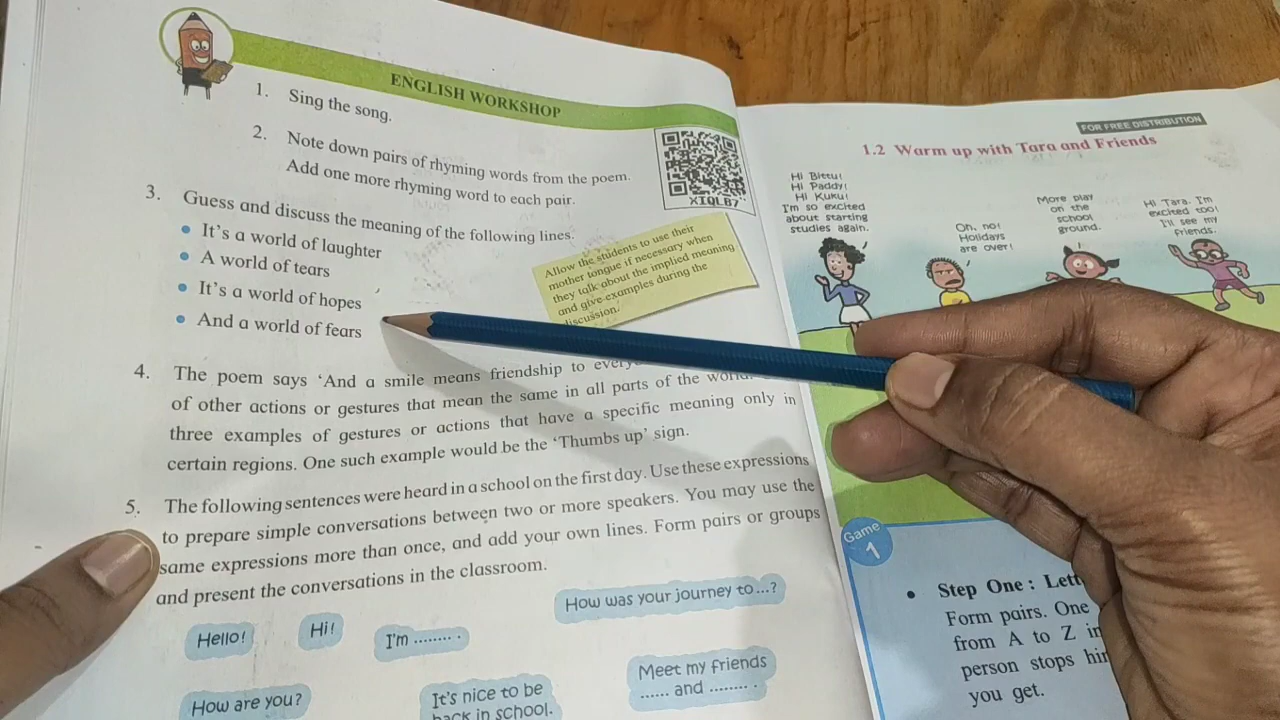 ENGLISH WORKSHOP
1. Sing the song.
2. Note down pairs of rhyming words from the poem.
Add one more rhyming word to each pair.
XIQLB7
3. Guess and discuss the meaning of the following lines.
• It's a world of laughter
• A world of tears
• It's a world of hopes
• And a world of fears
Allow the students to use their
mother tongue if necessary when
they talk about the implied meaning
and give examples during the
discussion.
4. The poem says 'And a smile means friendship to
of other actions or gestures that mean the same in all parts of the
three examples of gestures or actions that have a specific meaning only in
certain regions. One such example would be the 'Thumbs up' sign.
5. The following sentences were heard in a school on the first day. Use these expressions
to prepare simple conversations between two or more speakers. You may use the
same expressions more than once, and add your own lines. Form pairs or groups
and present the conversations in the classroom.
Hello!
Hi!
I'm ........ .
How was your journey to ...?
How are you?
It's nice to be
back in school.
Meet my friends
...... and ........ .
FOR FREE DISTRIBUTION
1.2 Warm up with Tara and Friends
Hi Bittu!
Hi Paddy!
Hi Kuku!
I'm so excited
about starting
studies again.
Oh, no!
Holidays
are over!
More play
on the
school
ground.
Hi Tara. I'm
excited too!
I'll see my
friends.
Game
1
• Step One : Lett
Form pairs. One
from A to Z in
person stops
you get.